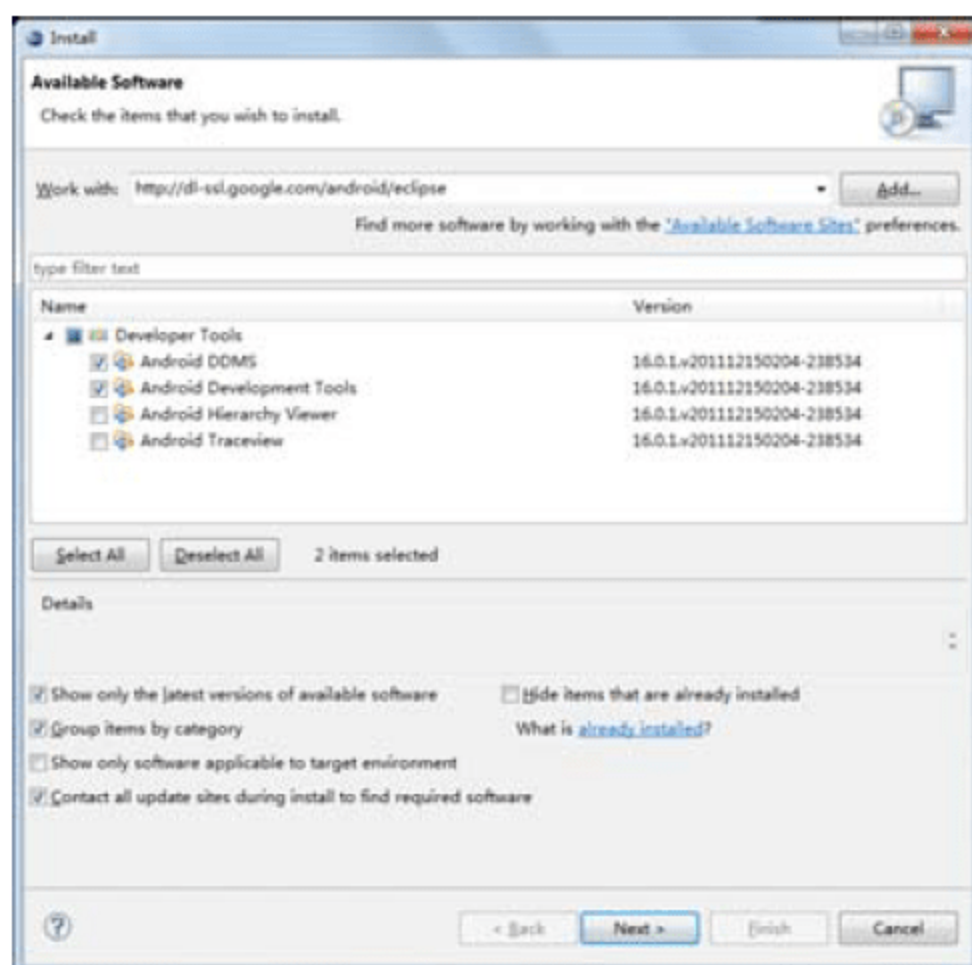 Install
Available Software
Check the items that you wish to install.
Work with: http://dl-ssl.google.com/android/eclipse Add...
Find more software by working with the "Available Software Sites" preferences.
type filter text
Name Version
Developer Tools
Android DDMS 16.0.1.v201112150204-238534
Android Development Tools 16.0.1.v201112150204-238534
Android Hierarchy Viewer 16.0.1.v201112150204-238534
Android Traceview 16.0.1.v201112150204-238534
Select All Deselect All 2 items selected
Details
Show only the latest versions of available software Hide items that are already installed
Group items by category What is already installed?
Show only software applicable to target environment
Contact all update sites during install to find required software
? < Back Next > Finish Cancel